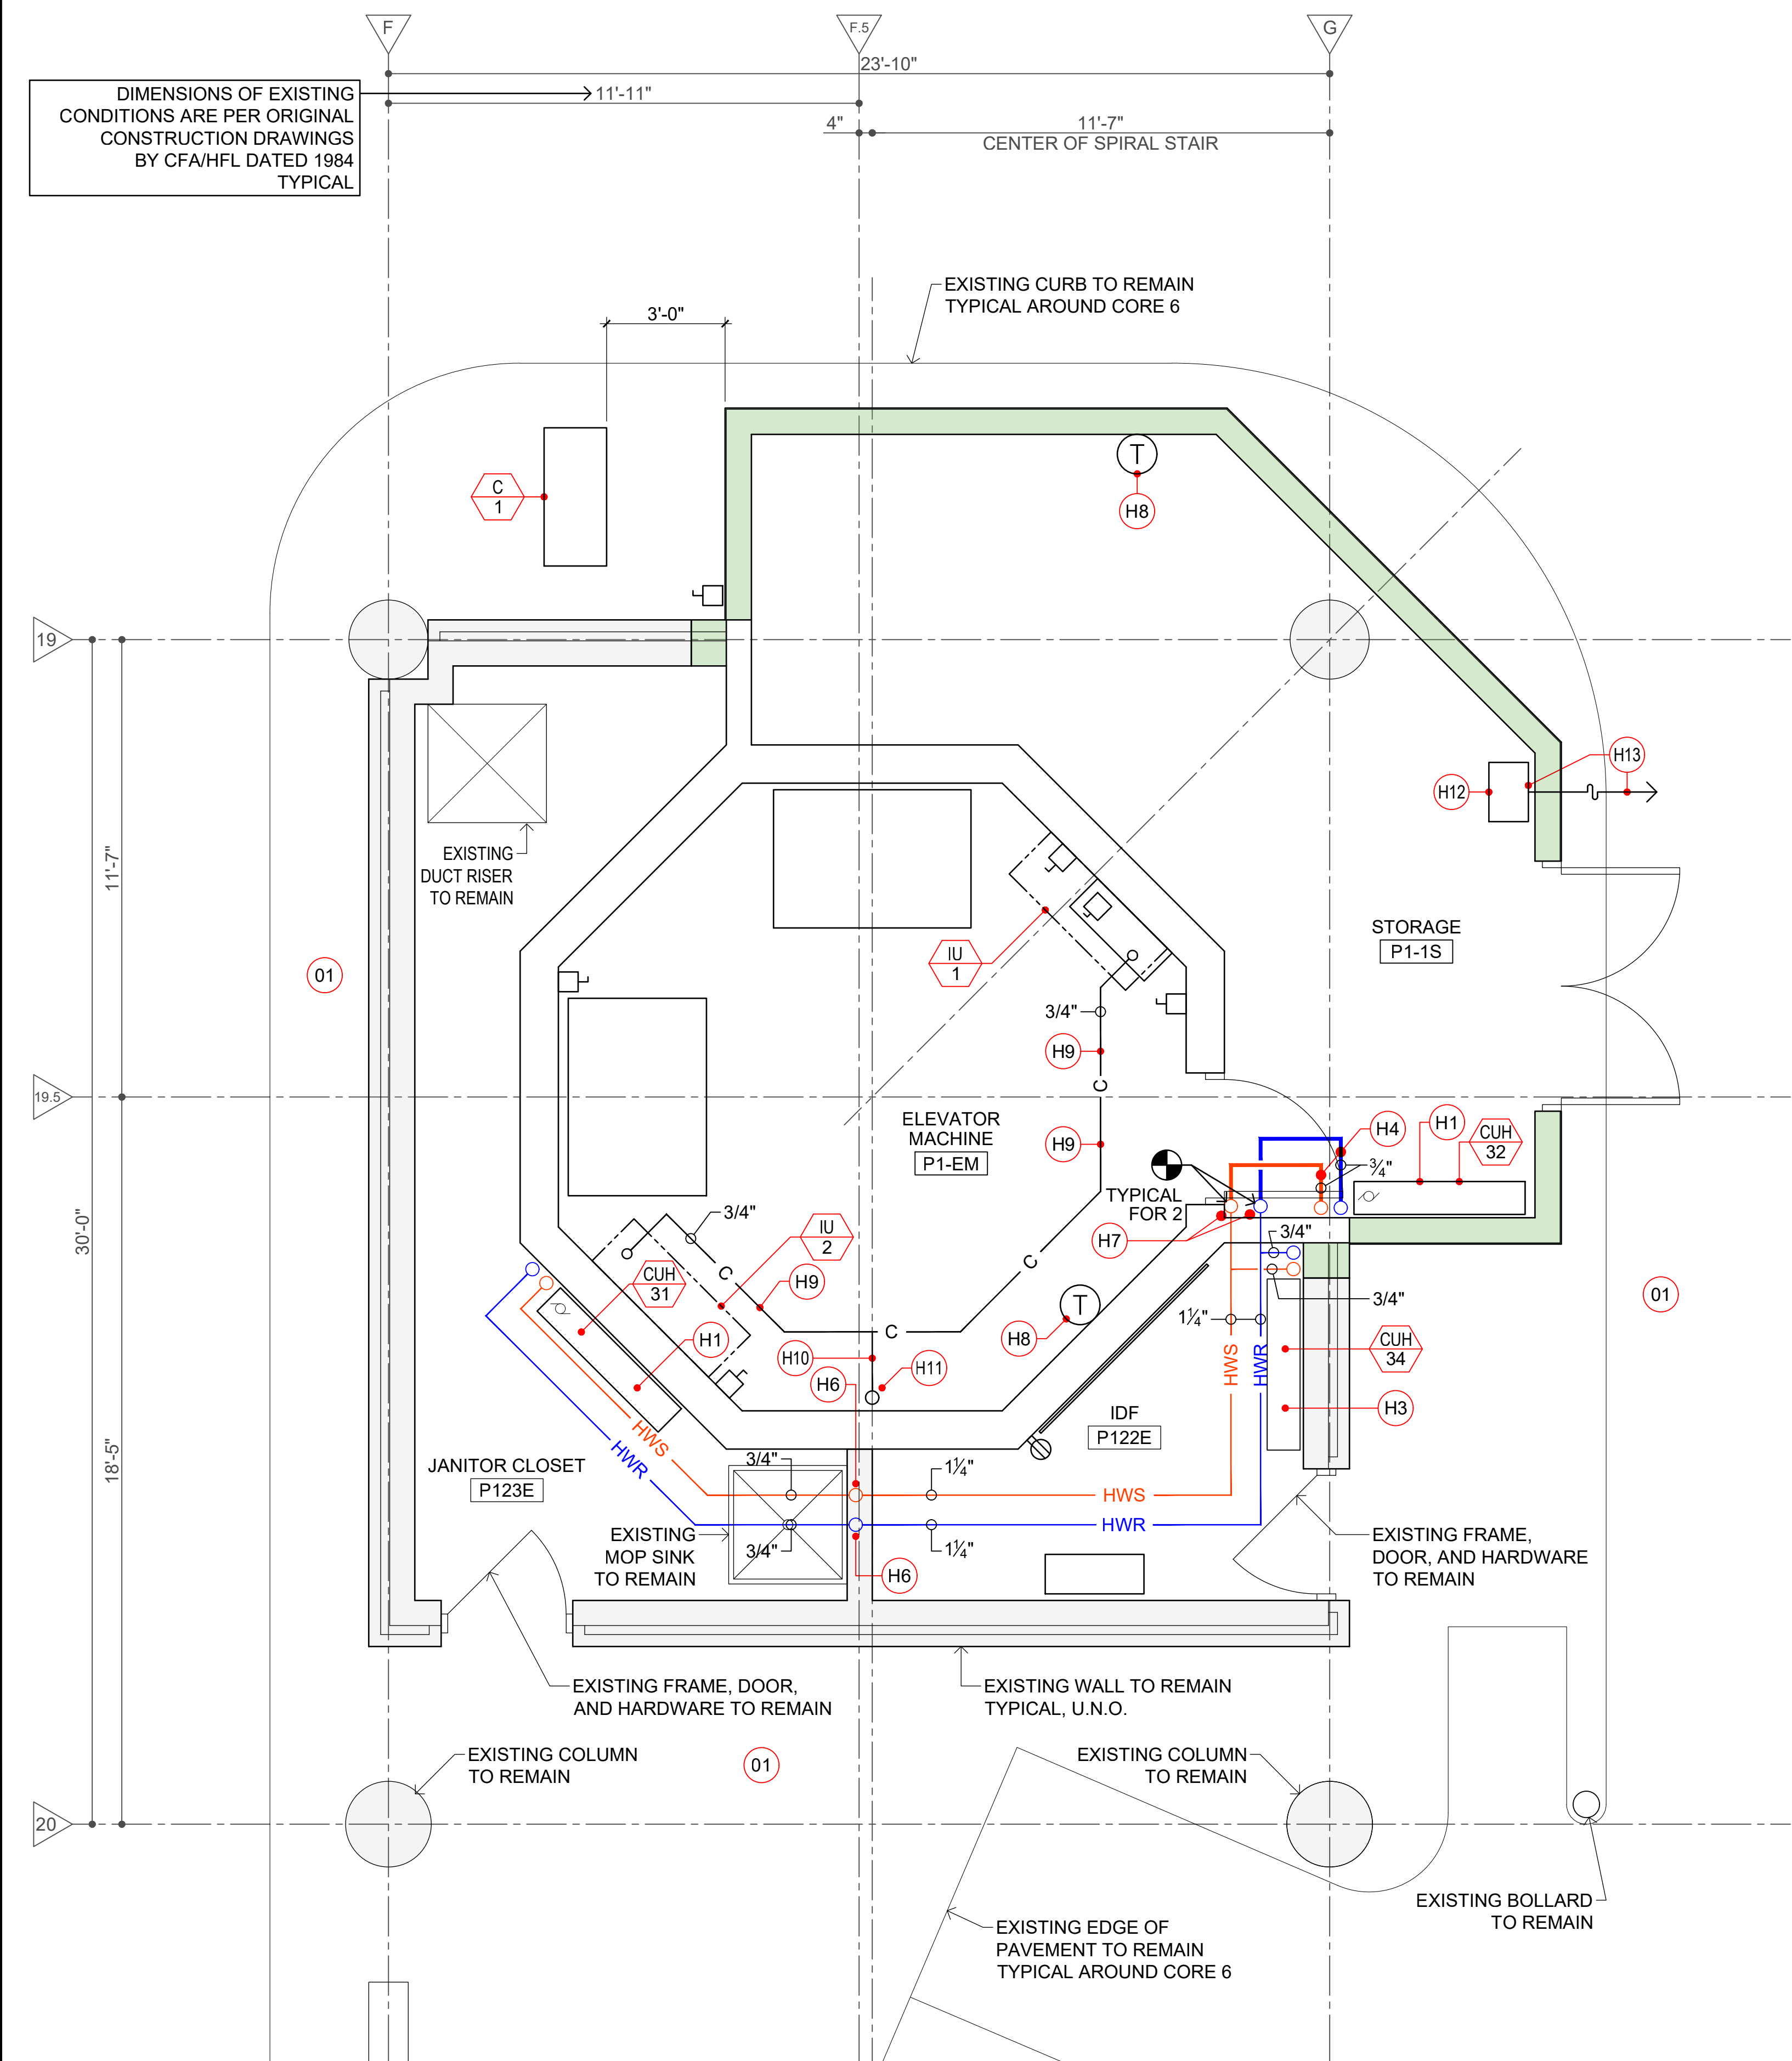 F
F.5
G
23'-10"
11'-11"
4"
11'-7"
CENTER OF SPIRAL STAIR
DIMENSIONS OF EXISTING
CONDITIONS ARE PER ORIGINAL
CONSTRUCTION DRAWINGS
BY CFA/HFL DATED 1984
TYPICAL
EXISTING CURB TO REMAIN
TYPICAL AROUND CORE 6
3'-0"
C
1
T
H8
19
H13
H12
EXISTING
DUCT RISER
TO REMAIN
11'-7"
STORAGE
P1-1S
IU
1
01
3/4"
H9
C
19.5
ELEVATOR
MACHINE
P1-EM
H9
H4
H1
CUH
32
3/4"
TYPICAL
FOR 2
30'-0"
3/4"
IU
2
H7
3/4"
C
C
CUH
31
H9
T
H8
3/4"
01
1¼"
C
H1
H10
H11
HWS
HWR
CUH
34
H6
H3
IDF
P122E
18'-5"
HWS
HWR
JANITOR CLOSET
P123E
3/4"
1¼"
HWS
HWR
EXISTING
MOP SINK
TO REMAIN
3/4"
1¼"
H6
EXISTING FRAME,
DOOR, AND HARDWARE
TO REMAIN
EXISTING FRAME, DOOR,
AND HARDWARE TO REMAIN
EXISTING WALL TO REMAIN
TYPICAL, U.N.O.
EXISTING COLUMN
TO REMAIN
01
EXISTING COLUMN
TO REMAIN
20
EXISTING BOLLARD
TO REMAIN
EXISTING EDGE OF
PAVEMENT TO REMAIN
TYPICAL AROUND CORE 6